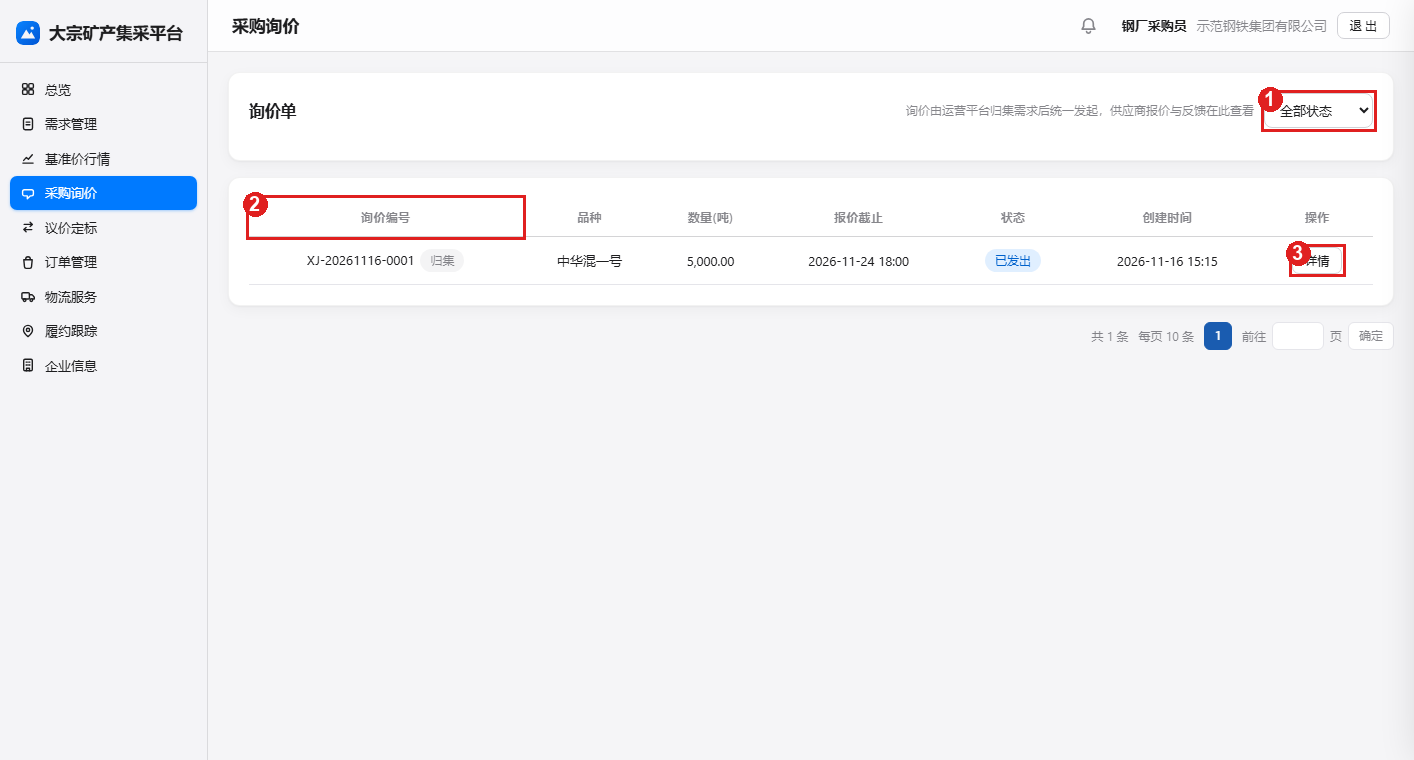 大宗矿产集采平台
总览
需求管理
基准价行情
采购询价
议价定标
订单管理
物流服务
履约跟踪
企业信息
采购询价
钢厂采购员 示范钢铁集团有限公司 退出
询价单
询价由运营平台归集需求后统一发起，供应商报价与反馈在此查看
1 全部状态
2
询价编号 品种 数量(吨) 报价截止 状态 创建时间 操作
XJ-20261116-0001 归集 中华混一号 5,000.00 2026-11-24 18:00 已发出 2026-11-16 15:15 3 详情
共 1 条 每页 10 条 1 前往 页 确定